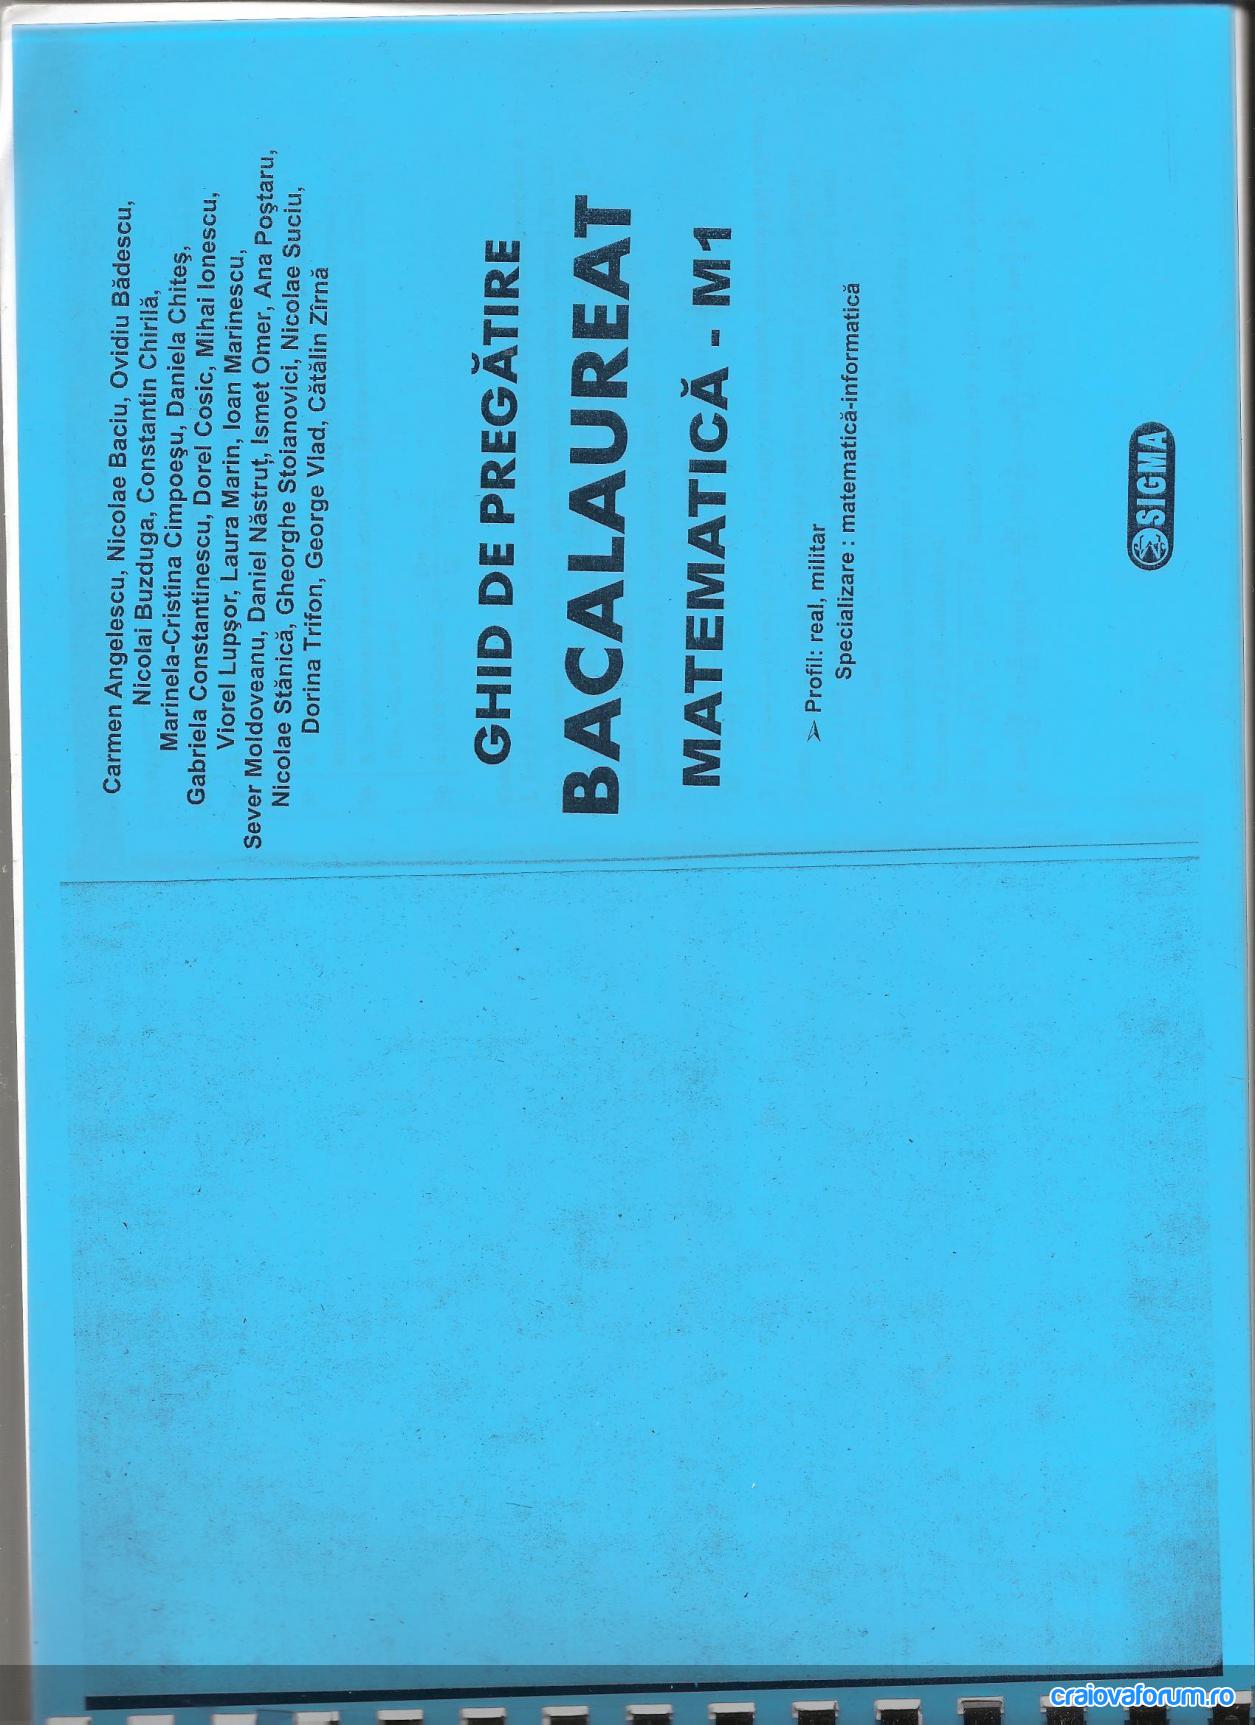 Carmen Angelescu, Nicolae Baciu, Ovidiu Bădescu,
Nicolai Buzduga, Constantin Chirilă,
Marinela-Cristina Cimpoeşu, Daniela Chiteş,
Gabriela Constantinescu, Dorel Cosic, Mihai Ionescu,
Viorel Lupşor, Laura Marin, Ioan Marinescu,
Sever Moldoveanu, Daniel Năstruţ, Ismet Omer, Ana Poştaru,
Nicolae Stănică, Gheorghe Stoianovici, Nicolae Suciu,
Dorina Trifon, George Vlad, Cătălin Zîrnă
GHID DE PREGĂTIRE
BACALAUREAT
MATEMATICĂ - M1
➢ Profil: real, militar
Specializare : matematică-informatică
SIGMA
craiovaforum.ro